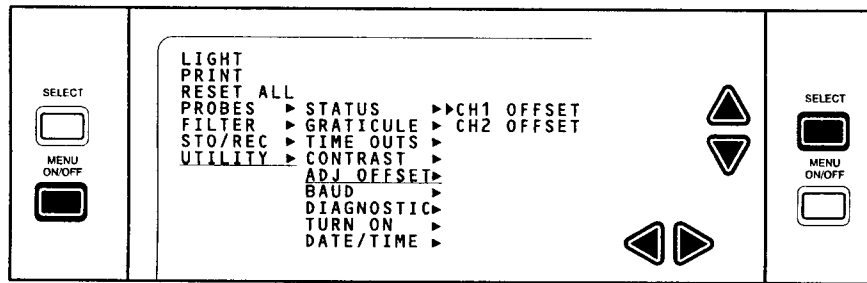 SELECT
MENU
ON/OFF
LIGHT
PRINT
RESET ALL
PROBES ▶ STATUS ▶▶CH1 OFFSET
FILTER ▶ GRATICULE ▶ CH2 OFFSET
STO/REC ▶ TIME OUTS ▶
UTILITY ▶ CONTRAST ▶
ADJ OFFSET▶
BAUD ▶
DIAGNOSTIC▶
TURN ON ▶
DATE/TIME ▶
SELECT
MENU
ON/OFF